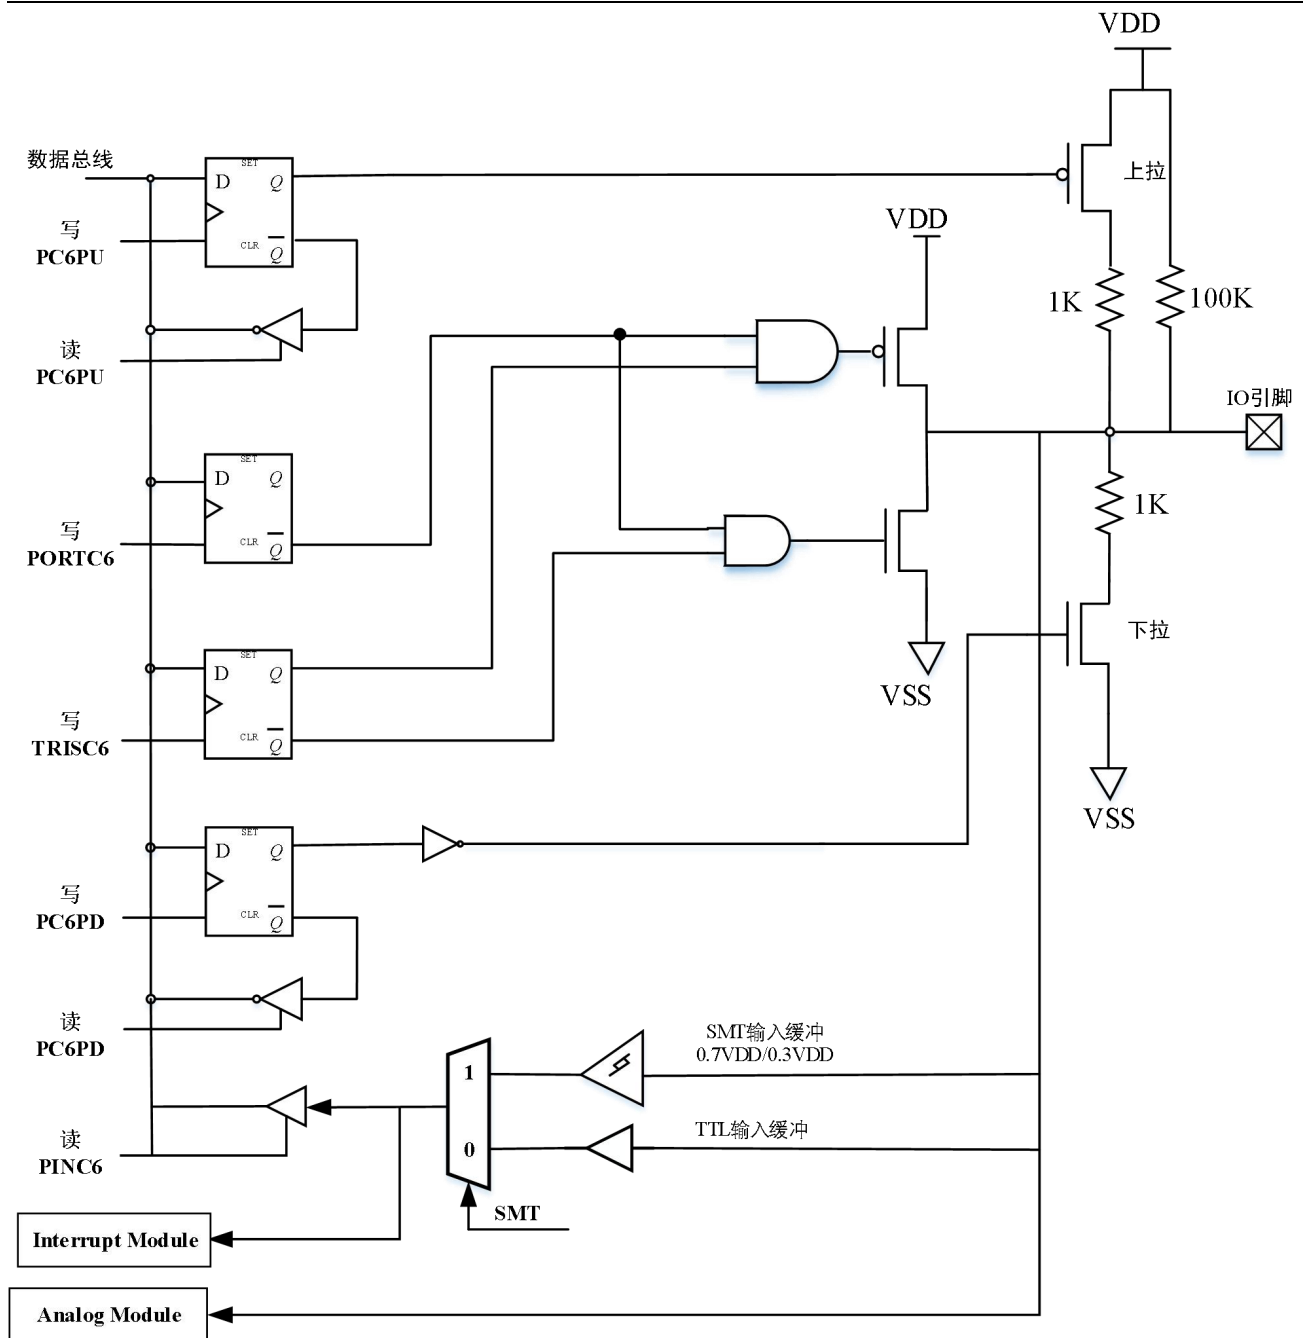 VDD
数据总线
SET
D
Q
上拉
写
PC6PU
CLR
Q
VDD
1K
100K
读
PC6PU
IO引脚
SET
D
Q
1K
写
PORTC6
CLR
Q
下拉
SET
D
Q
VSS
写
TRISC6
CLR
Q
VSS
SET
D
Q
写
PC6PD
CLR
Q
读
PC6PD
SMT输入缓冲
0.7VDD/0.3VDD
1
TTL输入缓冲
读
PINC6
0
SMT
Interrupt Module
Analog Module